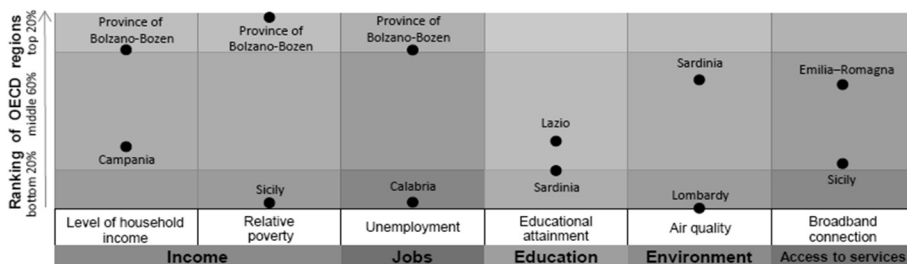 Ranking of OECD regions
top 20%
middle 60%
bottom 20%
Province of
Bolzano-Bozen
Campania
Province of
Bolzano-Bozen
Sicily
Province of
Bolzano-Bozen
Calabria
Lazio
Sardinia
Sardinia
Lombardy
Emilia–Romagna
Sicily
Level of household
income
Relative
poverty
Unemployment
Educational
attainment
Air quality
Broadband
connection
Income
Jobs
Education
Environment
Access to services